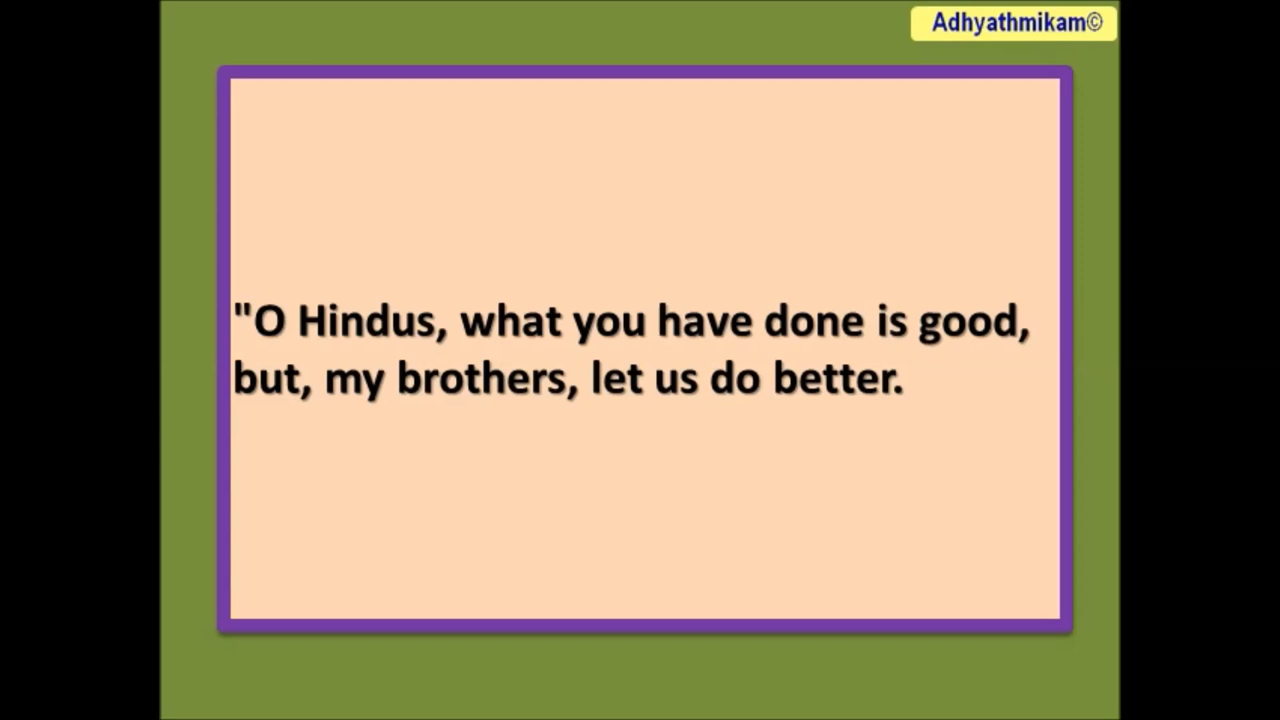 Adhyathmikam©
"O Hindus, what you have done is good,
but, my brothers, let us do better.